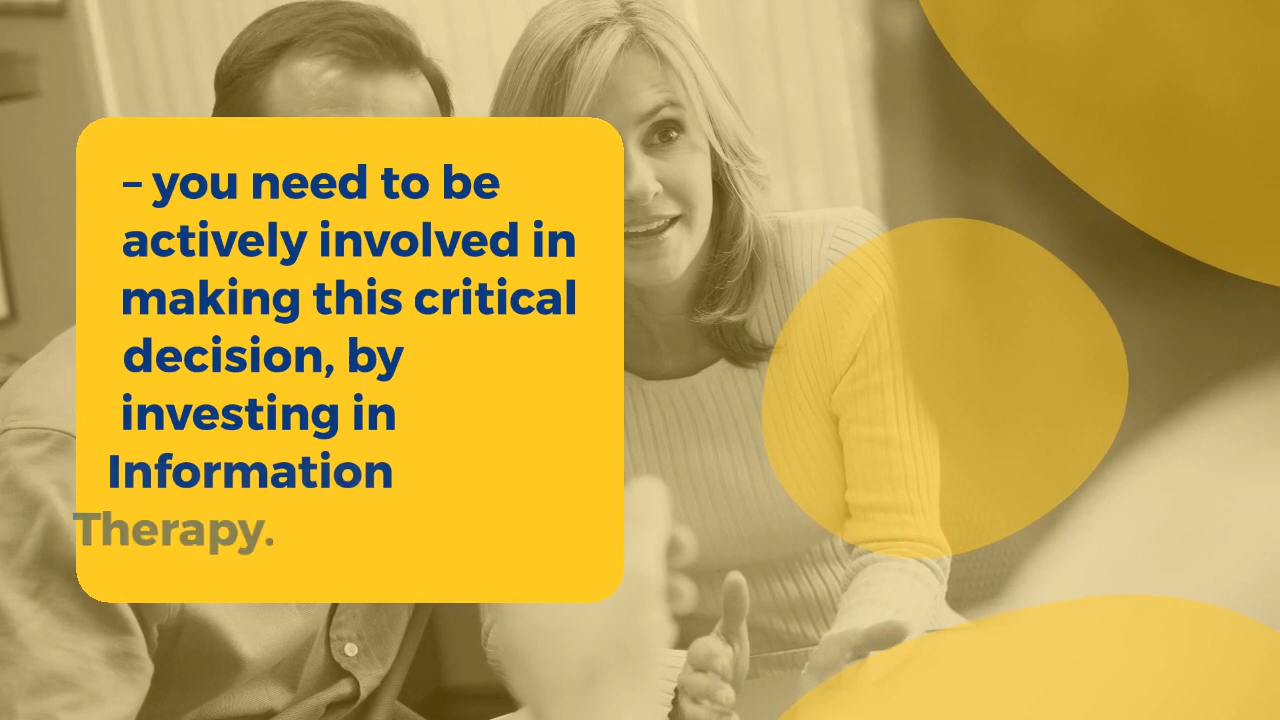 – you need to be
actively involved in
making this critical
decision, by
investing in
Information
Therapy.